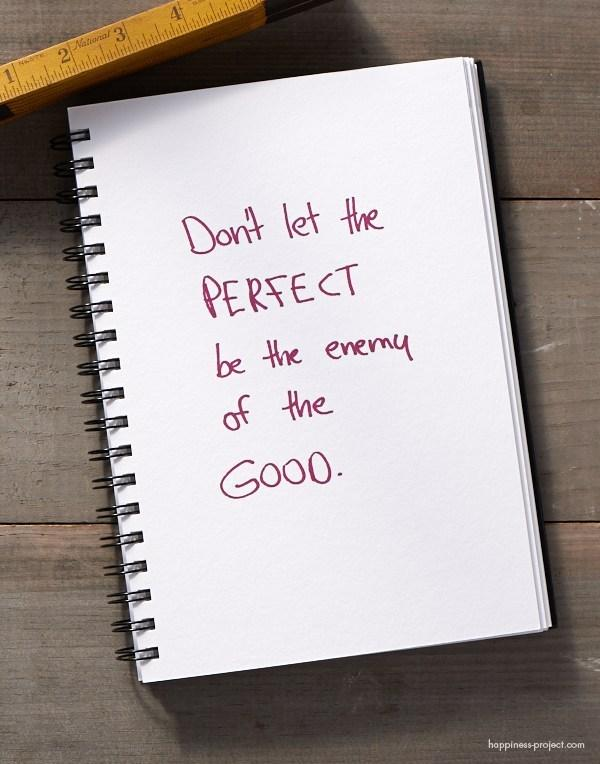 1 2 National 3 4
Don't let the
PERFECT
be the enemy
of the
GOOD.
happiness-project.com